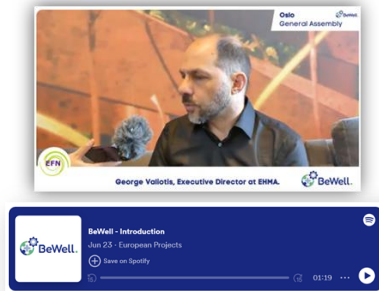 Oslo
General Assembly
BeWell.
EFN
George Valiotis, Executive Director at EHMA.
BeWell.
BeWell.
BeWell - Introduction
Jun 23 · European Projects
Save on Spotify
01:19